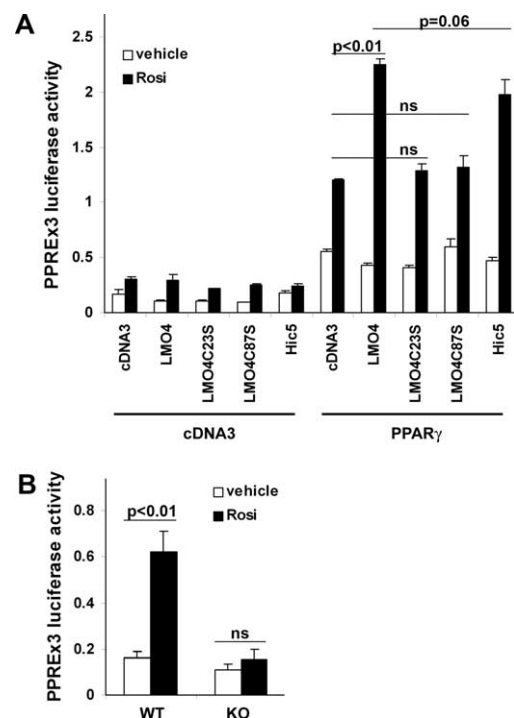 A
vehicle
Rosi
p=0.06
p<0.01
ns
ns
PPREx3 luciferase activity
2.5
2
1.5
1
0.5
0
cDNA3
LMO4
LMO4C23S
LMO4C87S
Hic5
cDNA3
LMO4
LMO4C23S
LMO4C87S
Hic5
cDNA3
PPARγ
B
vehicle
Rosi
p<0.01
ns
PPREx3 luciferase activity
0.8
0.6
0.4
0.2
0
WT
KO